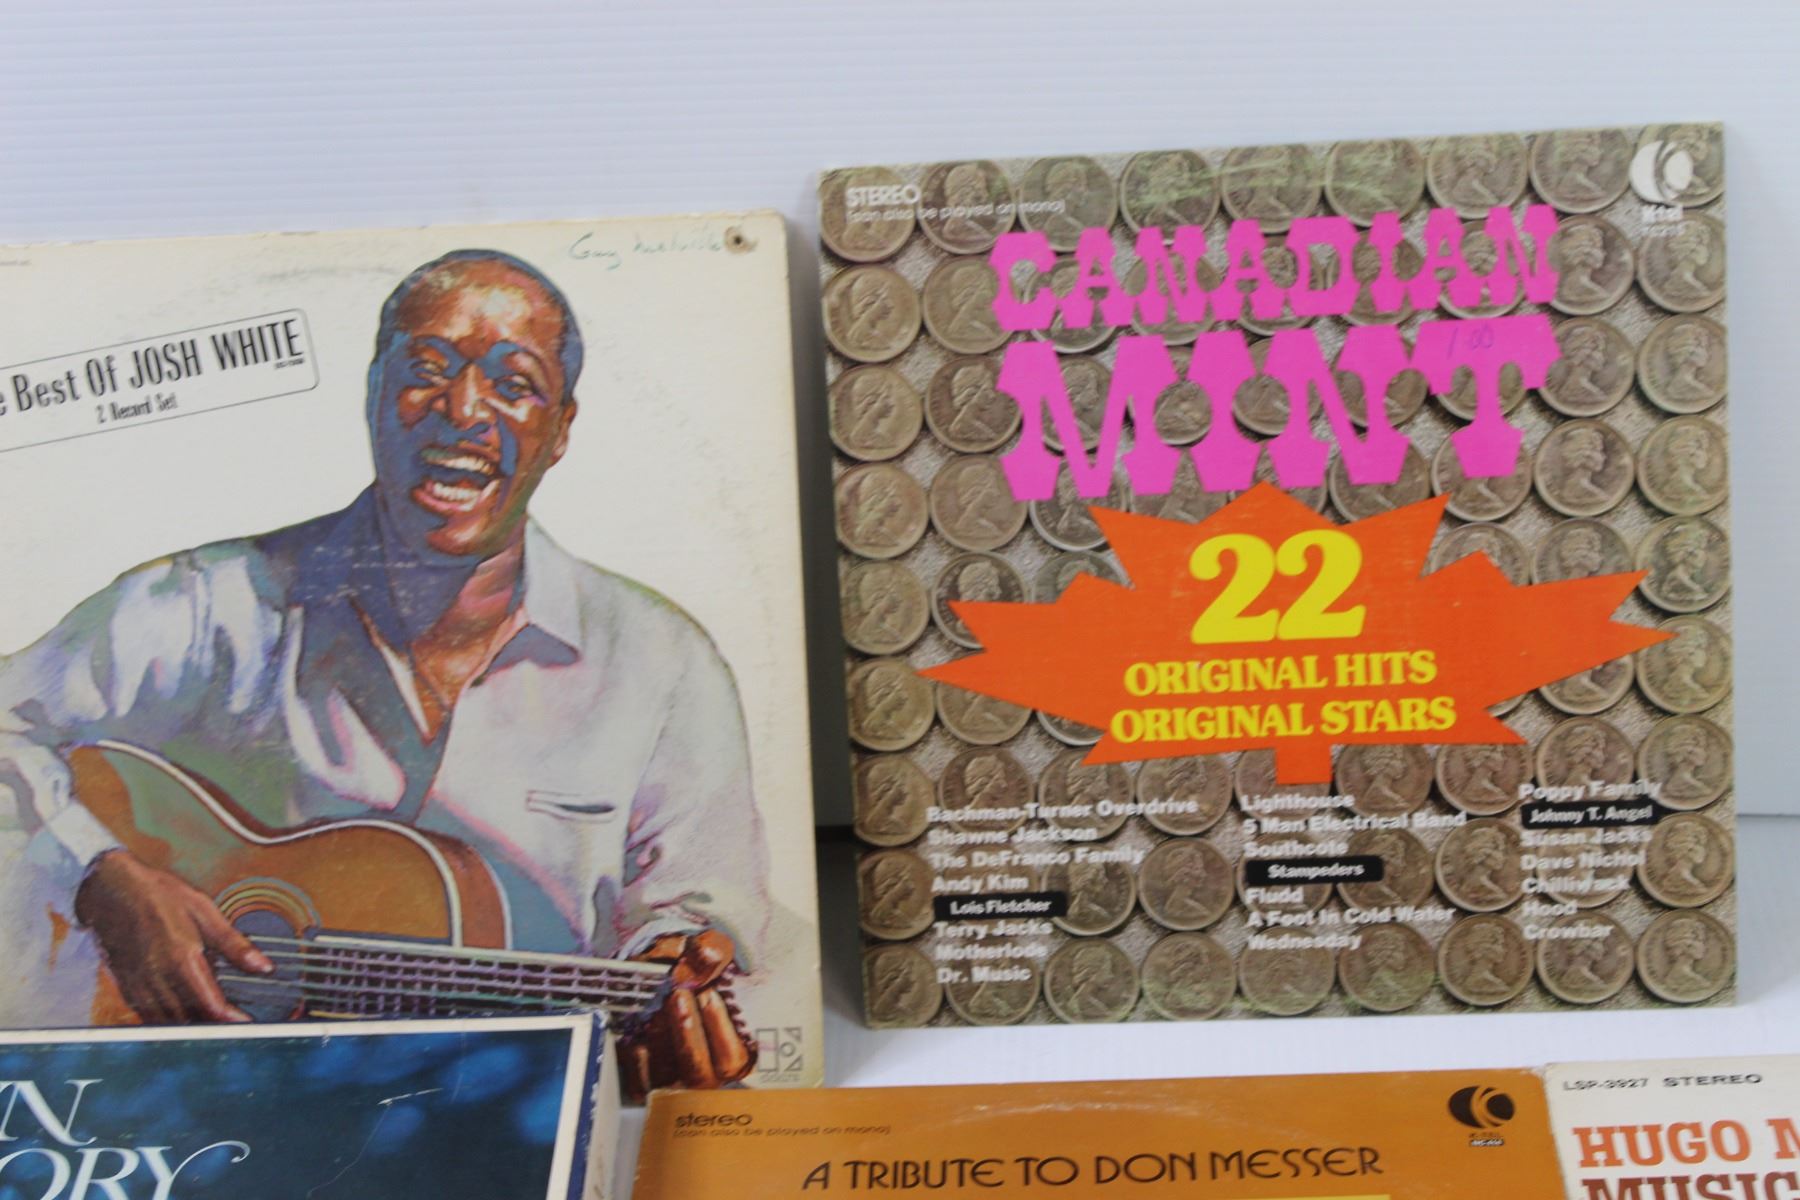 Best Of JOSH WHITE
2 Record Set
Gay
STEREO
(can also be played on mono)
K-tel
CANADIAN
MINT
1.00
22
ORIGINAL HITS
ORIGINAL STARS
Bachman-Turner Overdrive
Shawne Jackson
The DeFranco Family
Andy Kim
Lois Fletcher
Terry Jacks
Motherlode
Dr. Music
Lighthouse
5 Man Electrical Band
Southcote
Stampeders
Fludd
A Foot In Cold Water
Wednesday
Poppy Family
Johnny T. Angel
Susan Jacks
Dave Nichol
Chilliwack
Hood
Crowbar
stereo
(can also be played on mono)
A TRIBUTE TO DON MESSER
LSP-3927 STEREO
HUGO
MUSIC